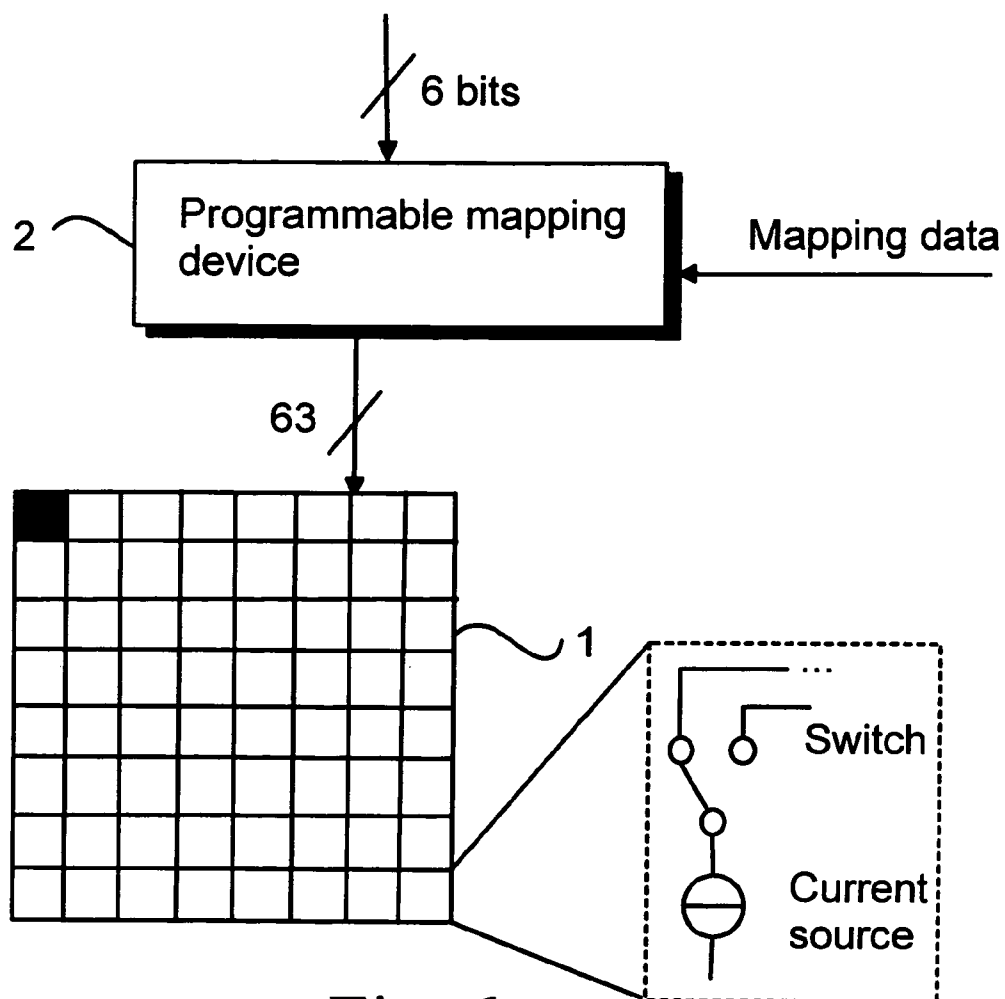 6 bits
2
Programmable mapping
device
Mapping data
63
1
...
Switch
Current
source